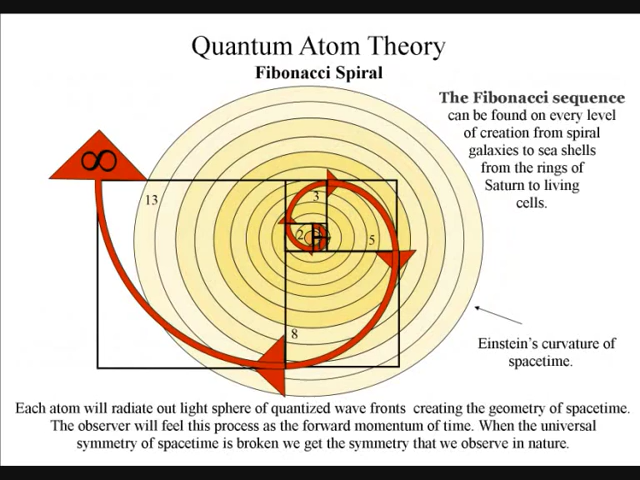 Quantum Atom Theory
Fibonacci Spiral
The Fibonacci sequence
can be found on every level
of creation from spiral
galaxies to sea shells
from the rings of
Saturn to living
cells.
∞
13
3
2
5
8
Einstein's curvature of
spacetime.
Each atom will radiate out light sphere of quantized wave fronts creating the geometry of spacetime.
The observer will feel this process as the forward momentum of time. When the universal
symmetry of spacetime is broken we get the symmetry that we observe in nature.